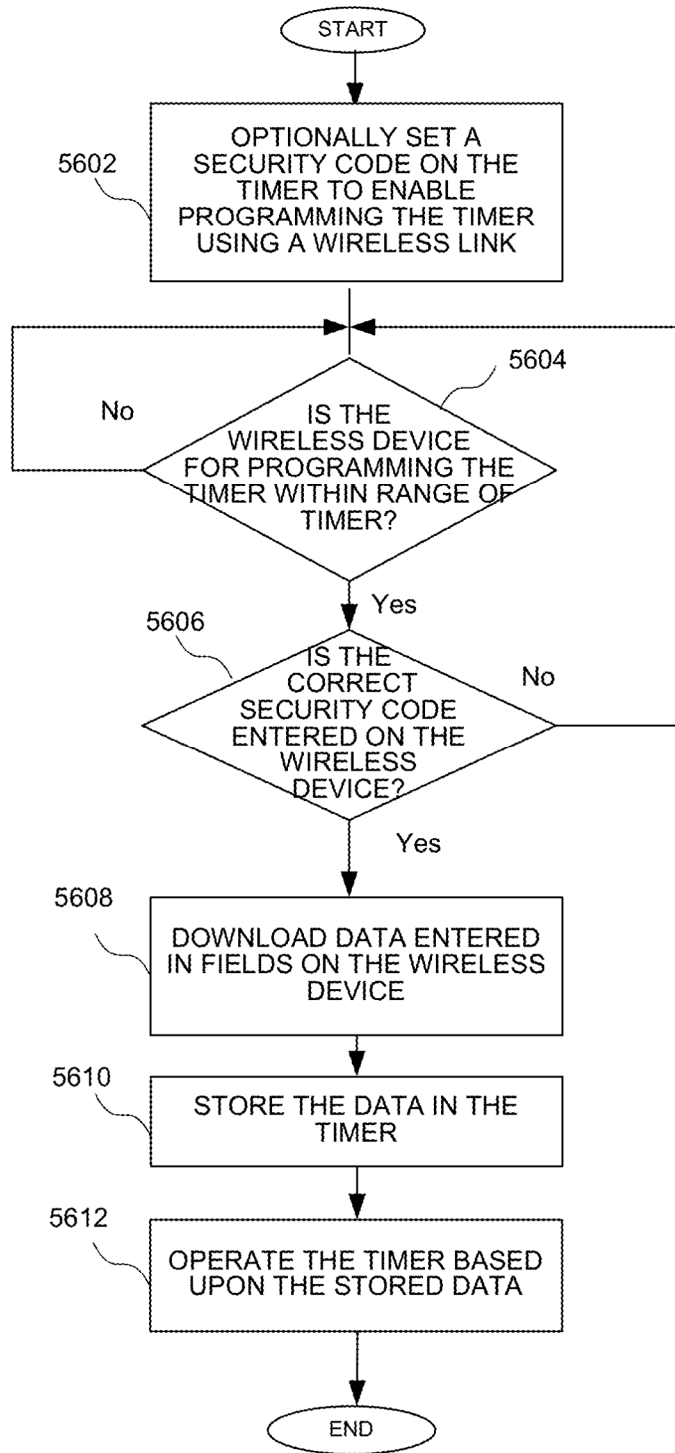 START
5602
OPTIONALLY SET A
SECURITY CODE ON THE
TIMER TO ENABLE
PROGRAMMING THE TIMER
USING A WIRELESS LINK
5604
No
IS THE
WIRELESS DEVICE
FOR PROGRAMMING THE
TIMER WITHIN RANGE OF
TIMER?
Yes
5606
IS THE
CORRECT
SECURITY CODE
ENTERED ON THE
WIRELESS
DEVICE?
No
Yes
5608
DOWNLOAD DATA ENTERED
IN FIELDS ON THE WIRELESS
DEVICE
5610
STORE THE DATA IN THE
TIMER
5612
OPERATE THE TIMER BASED
UPON THE STORED DATA
END